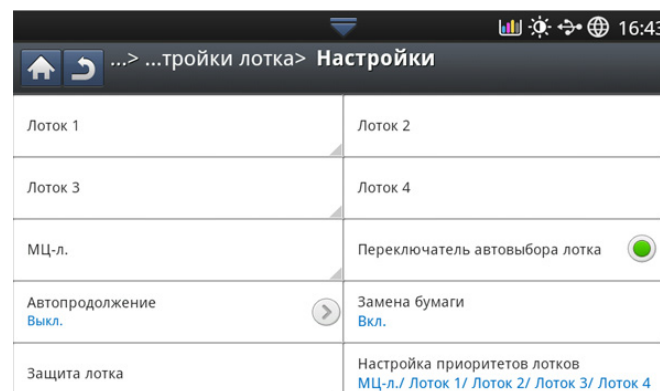 16:43
...> ...тройки лотка> Настройки
Лоток 1
Лоток 2
Лоток 3
Лоток 4
МЦ-л.
Переключатель автовыбора лотка
Автопродолжение
Выкл.
Замена бумаги
Вкл.
Защита лотка
Настройка приоритетов лотков
МЦ-л./ Лоток 1/ Лоток 2/ Лоток 3/ Лоток 4